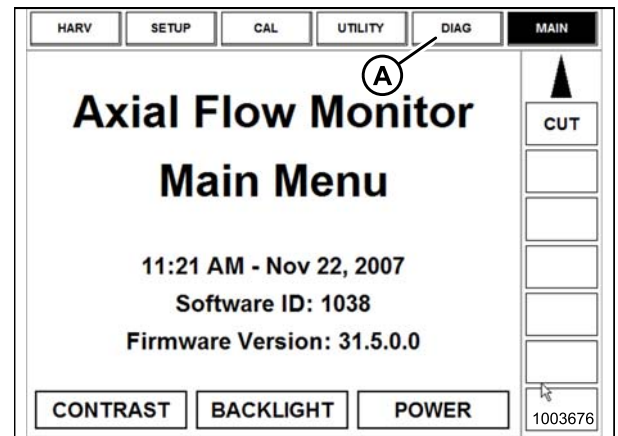 HARV SETUP CAL UTILITY DIAG MAIN
A
Axial Flow Monitor
CUT
Main Menu
11:21 AM - Nov 22, 2007
Software ID: 1038
Firmware Version: 31.5.0.0
CONTRAST BACKLIGHT POWER
1003676